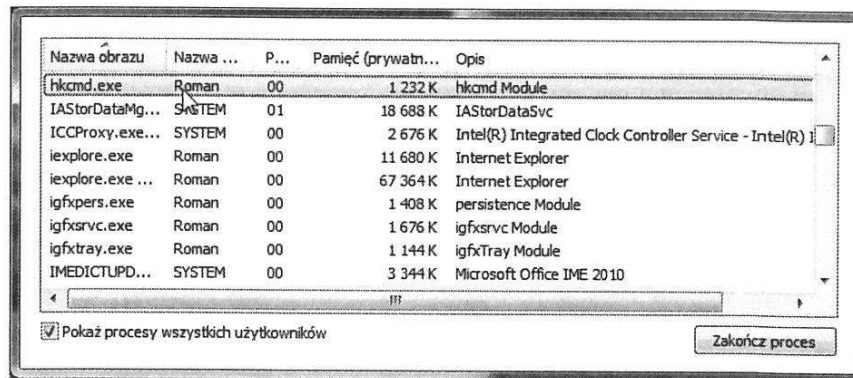 Nazwa obrazu Nazwa ... P... Pamięć (prywatn... Opis
hkcmd.exe Roman 00 1 232 K hkcmd Module
IAStorDataMg... SYSTEM 01 18 688 K IAStorDataSvc
ICCProxy.exe... SYSTEM 00 2 676 K Intel(R) Integrated Clock Controller Service - Intel(R) I
iexplore.exe Roman 00 11 680 K Internet Explorer
iexplore.exe ... Roman 00 67 364 K Internet Explorer
igfxpers.exe Roman 00 1 408 K persistence Module
igfxsrvc.exe Roman 00 1 676 K igfxsrvc Module
igfxtray.exe Roman 00 1 144 K igfxTray Module
IMEDICTUPD... SYSTEM 00 3 344 K Microsoft Office IME 2010
Pokaż procesy wszystkich użytkowników
Zakończ proces